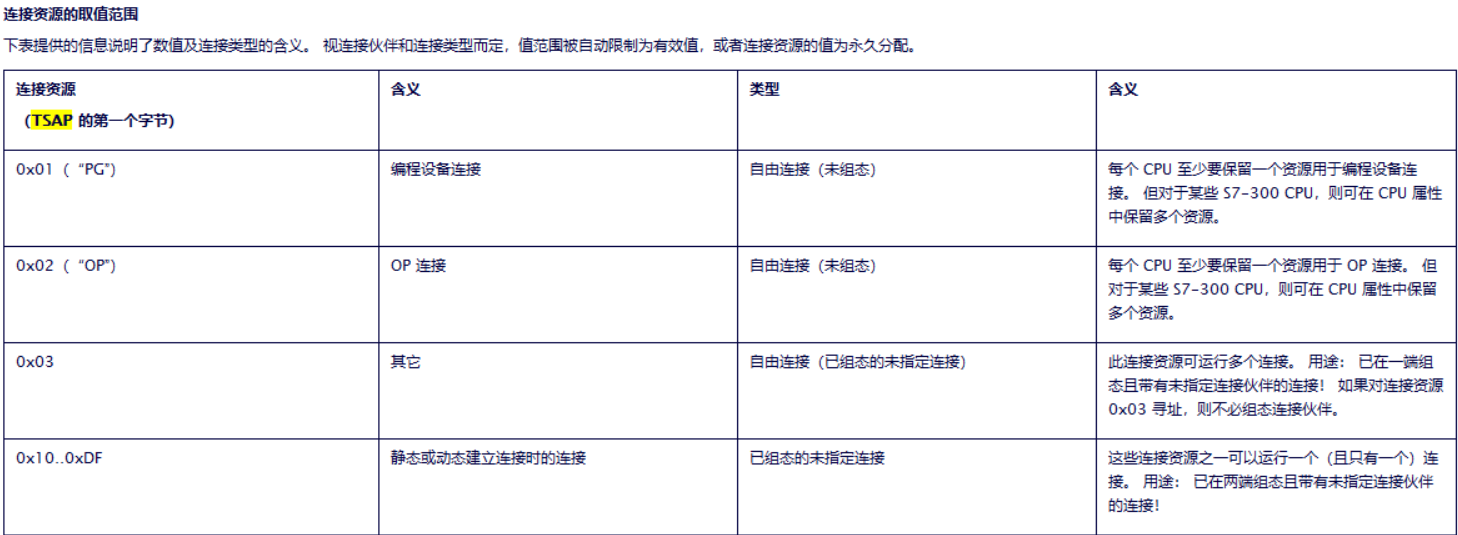 连接资源的取值范围
下表提供的信息说明了数值及连接类型的含义。 视连接伙伴和连接类型而定，值范围被自动限制为有效值，或者连接资源的值为永久分配。
连接资源
（TSAP 的第一个字节）
含义
类型
含义
0x01（ “PG”）
编程设备连接
自由连接（未组态）
每个 CPU 至少要保留一个资源用于编程设备连
接。 但对于某些 S7-300 CPU，则可在 CPU 属性
中保留多个资源。
0x02（ “OP”）
OP 连接
自由连接（未组态）
每个 CPU 至少要保留一个资源用于 OP 连接。 但
对于某些 S7-300 CPU，则可在 CPU 属性中保留
多个资源。
0x03
其它
自由连接（已组态的未指定连接）
此连接资源可运行多个连接。 用途： 已在一端组
态且带有未指定连接伙伴的连接！ 如果对连接资源
0x03 寻址，则不必组态连接伙伴。
0x10..0xDF
静态或动态建立连接时的连接
已组态的未指定连接
这些连接资源之一可以运行一个（且只有一个）连
接。 用途： 已在两端组态且带有未指定连接伙伴
的连接！